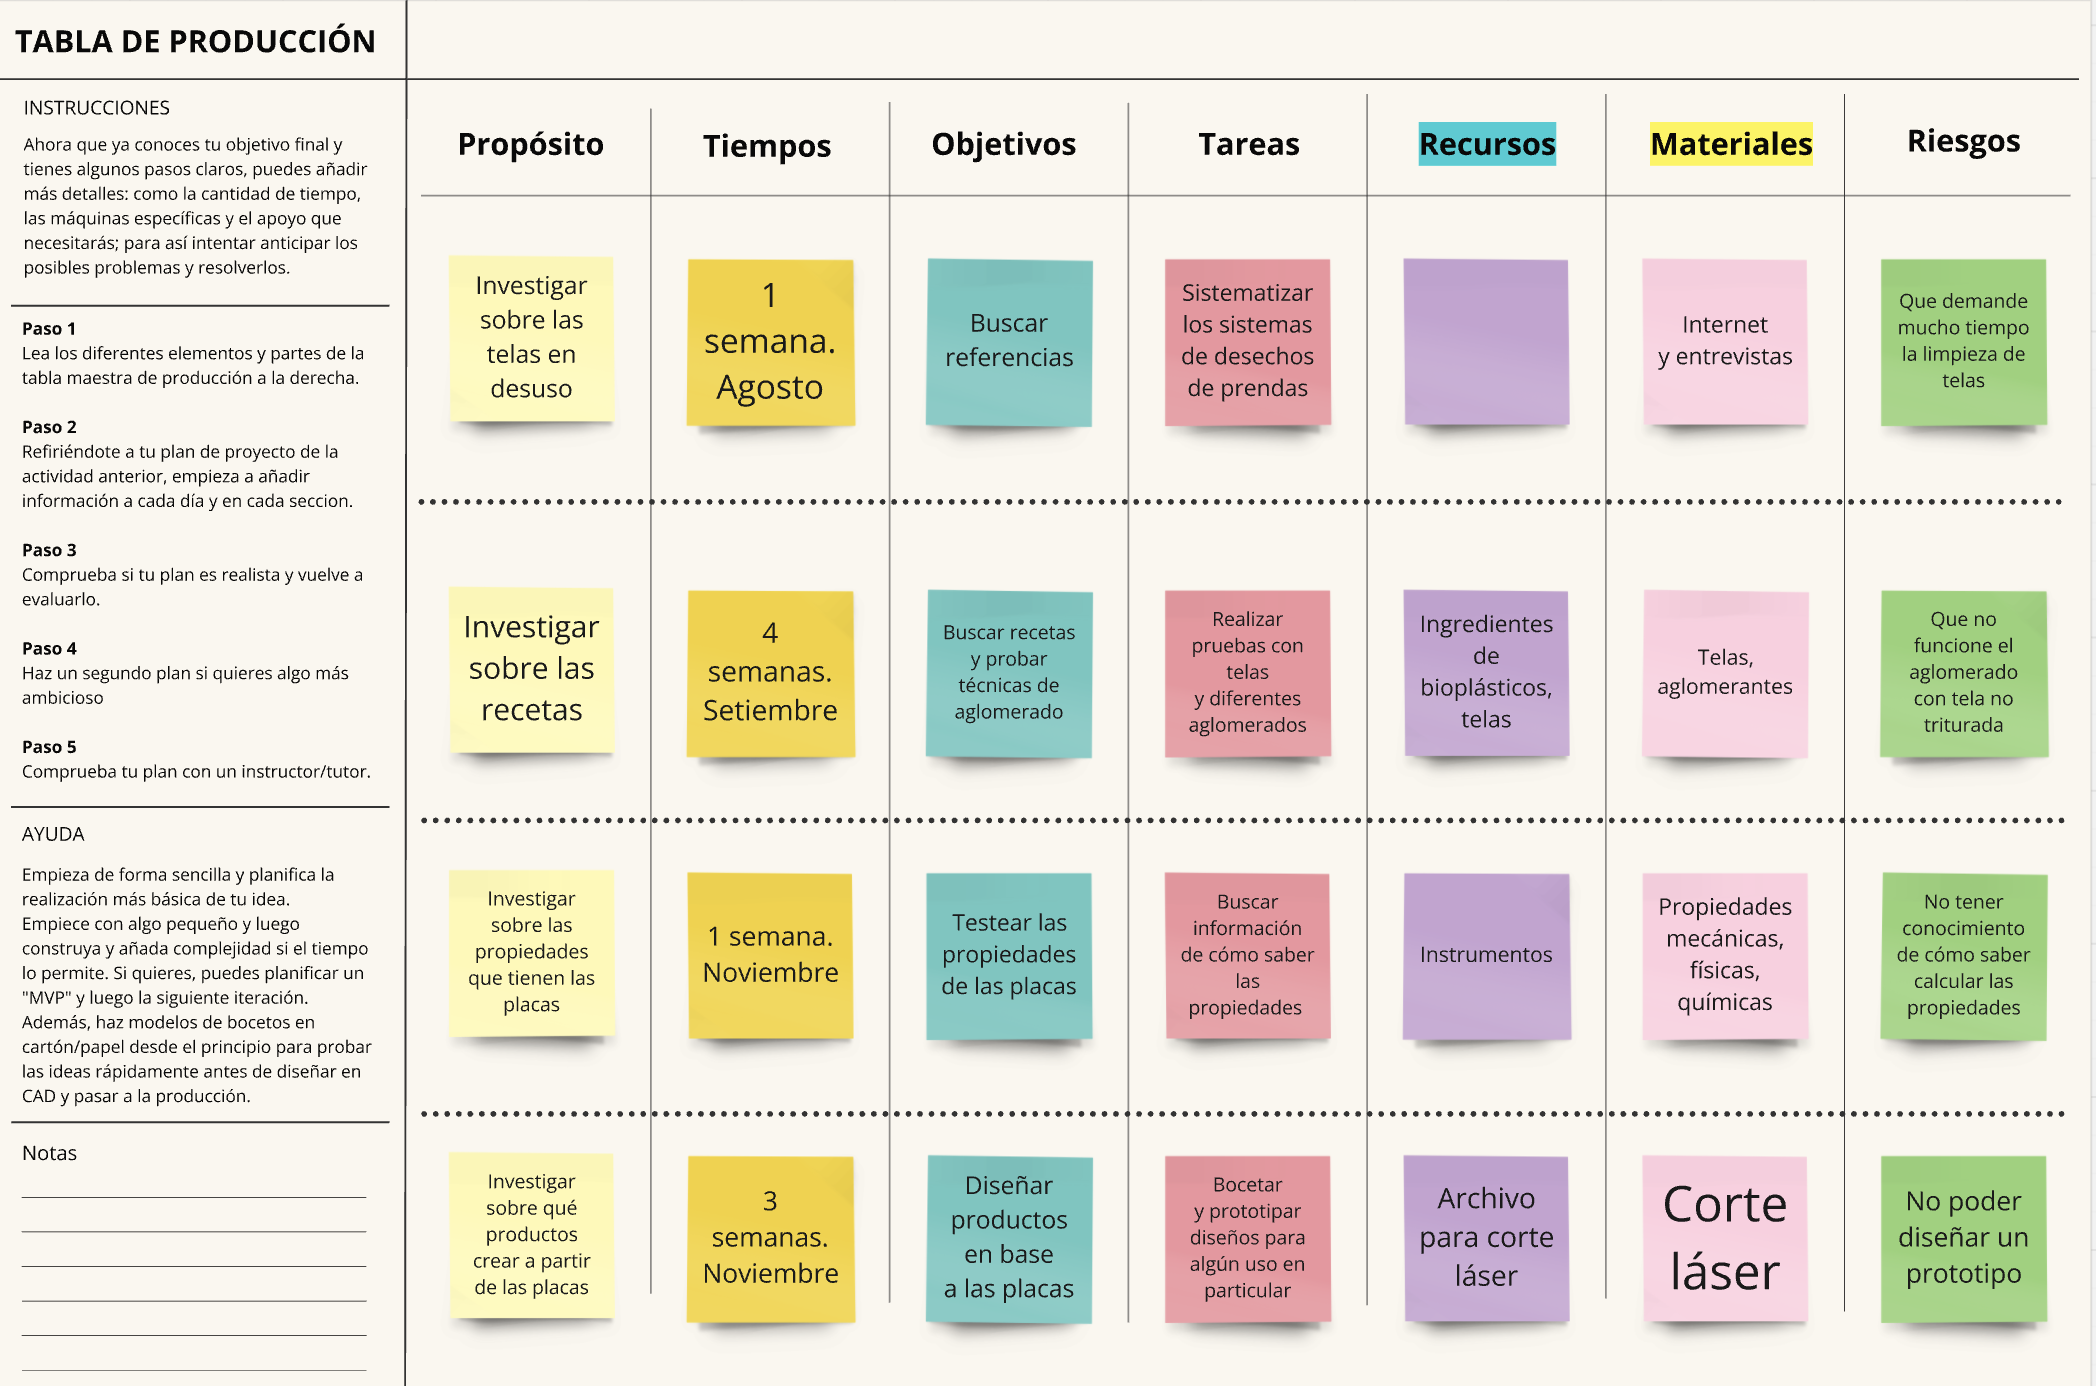 TABLA DE PRODUCCIÓN
INSTRUCCIONES
Ahora que ya conoces tu objetivo final y
tienes algunos pasos claros, puedes añadir
más detalles: como la cantidad de tiempo,
las máquinas específicas y el apoyo que
necesitarás; para así intentar anticipar los
posibles problemas y resolverlos.
Paso 1
Lea los diferentes elementos y partes de la
tabla maestra de producción a la derecha.
Paso 2
Refiriéndote a tu plan de proyecto de la
actividad anterior, empieza a añadir
información a cada día y en cada seccion.
Paso 3
Comprueba si tu plan es realista y vuelve a
evaluarlo.
Paso 4
Haz un segundo plan si quieres algo más
ambicioso
Paso 5
Comprueba tu plan con un instructor/tutor.
AYUDA
Empieza de forma sencilla y planifica la
realización más básica de tu idea.
Empiece con algo pequeño y luego
construya y añada complejidad si el tiempo
lo permite. Si quieres, puedes planificar un
"MVP" y luego la siguiente iteración.
Además, haz modelos de bocetos en
cartón/papel desde el principio para probar
las ideas rápidamente antes de diseñar en
CAD y pasar a la producción.
Notas
Propósito
Tiempos
Objetivos
Tareas
Recursos
Materiales
Riesgos
Investigar
sobre las
telas en
desuso
1
semana.
Agosto
Buscar
referencias
Sistematizar
los sistemas
de desechos
de prendas
Internet
y entrevistas
Que demande
mucho tiempo
la limpieza de
telas
Investigar
sobre las
recetas
4
semanas.
Setiembre
Buscar recetas
y probar
técnicas de
aglomerado
Realizar
pruebas con
telas
y diferentes
aglomerados
Ingredientes
de
bioplásticos,
telas
Telas,
aglomerantes
Que no
funcione el
aglomerado
con tela no
triturada
Investigar
sobre las
propiedades
que tienen las
placas
1 semana.
Noviembre
Testear las
propiedades
de las placas
Buscar
información
de cómo saber
las
propiedades
Instrumentos
Propiedades
mecánicas,
físicas,
químicas
No tener
conocimiento
de cómo saber
calcular las
propiedades
Investigar
sobre qué
productos
crear a partir
de las placas
3
semanas.
Noviembre
Diseñar
productos
en base
a las placas
Bocetar
y prototipar
diseños para
algún uso en
particular
Archivo
para corte
láser
Corte
láser
No poder
diseñar un
prototipo